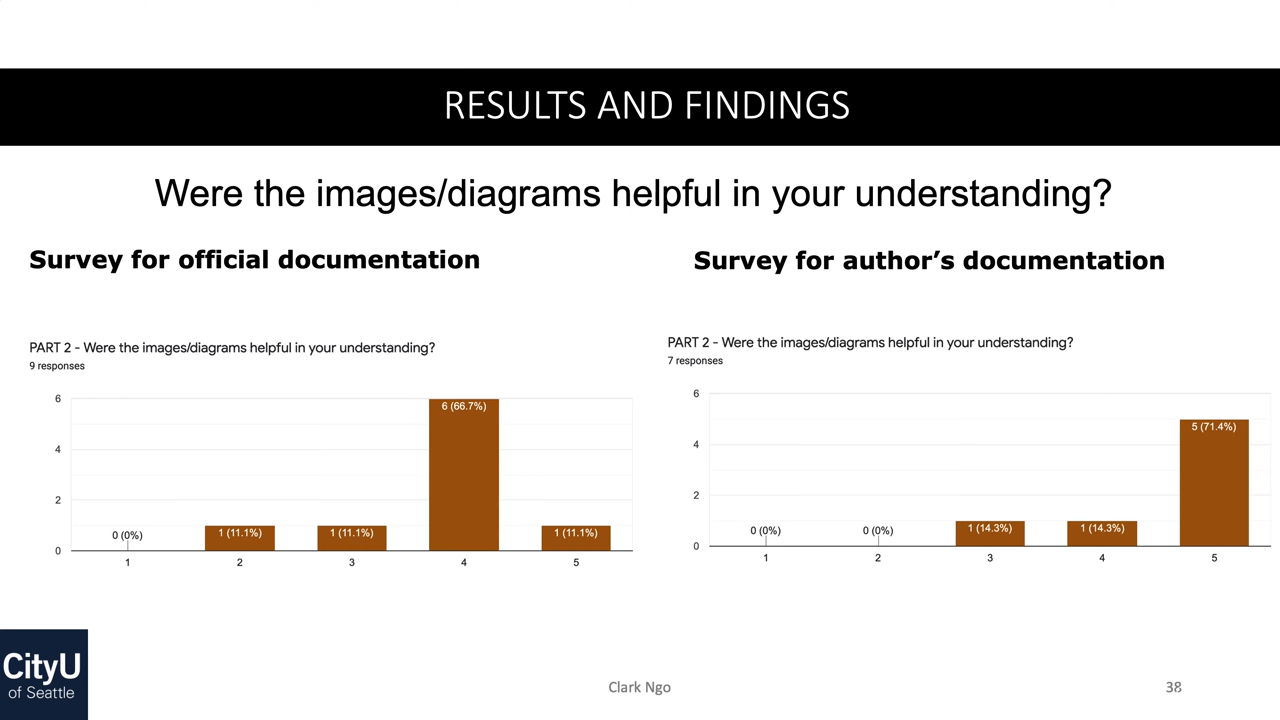 RESULTS AND FINDINGS
Were the images/diagrams helpful in your understanding?
Survey for official documentation
PART 2 - Were the images/diagrams helpful in your understanding?
9 responses
6
4
2
0
0 (0%)
1 (11.1%)
1 (11.1%)
6 (66.7%)
1 (11.1%)
1
2
3
4
5
Survey for author’s documentation
PART 2 - Were the images/diagrams helpful in your understanding?
7 responses
6
4
2
0
0 (0%)
0 (0%)
1 (14.3%)
1 (14.3%)
5 (71.4%)
1
2
3
4
5
CityU
of Seattle
Clark Ngo
38